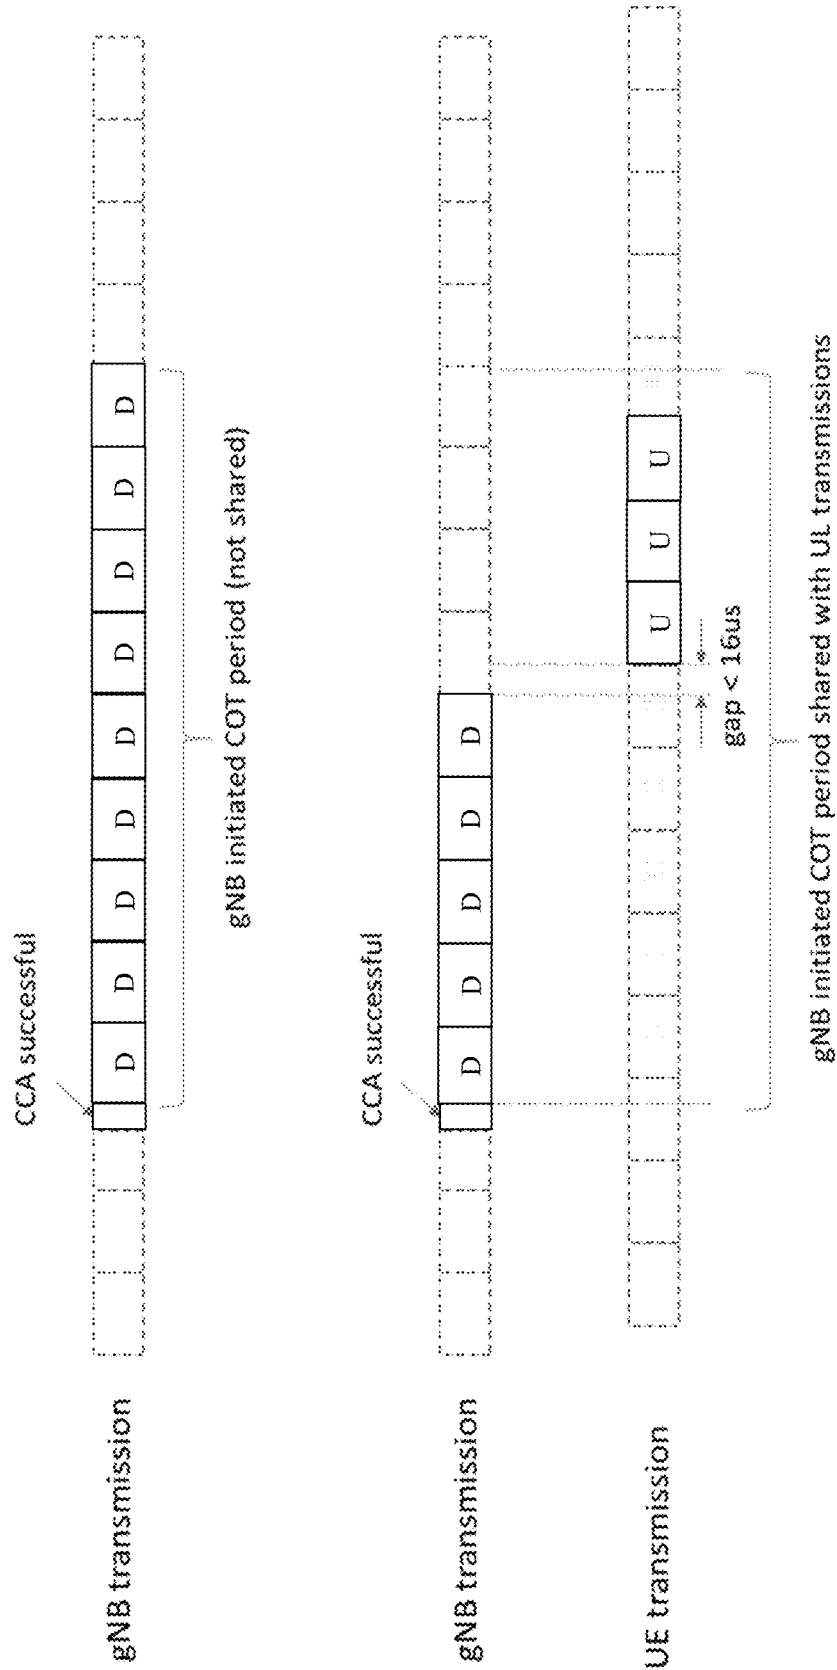 CCA successful
gNB transmission
D D D D D D D D D
gNB initiated COT period (not shared)
CCA successful
gNB transmission
D D D D D
UE transmission
U U U
gap < 16us
gNB initiated COT period shared with UL transmissions